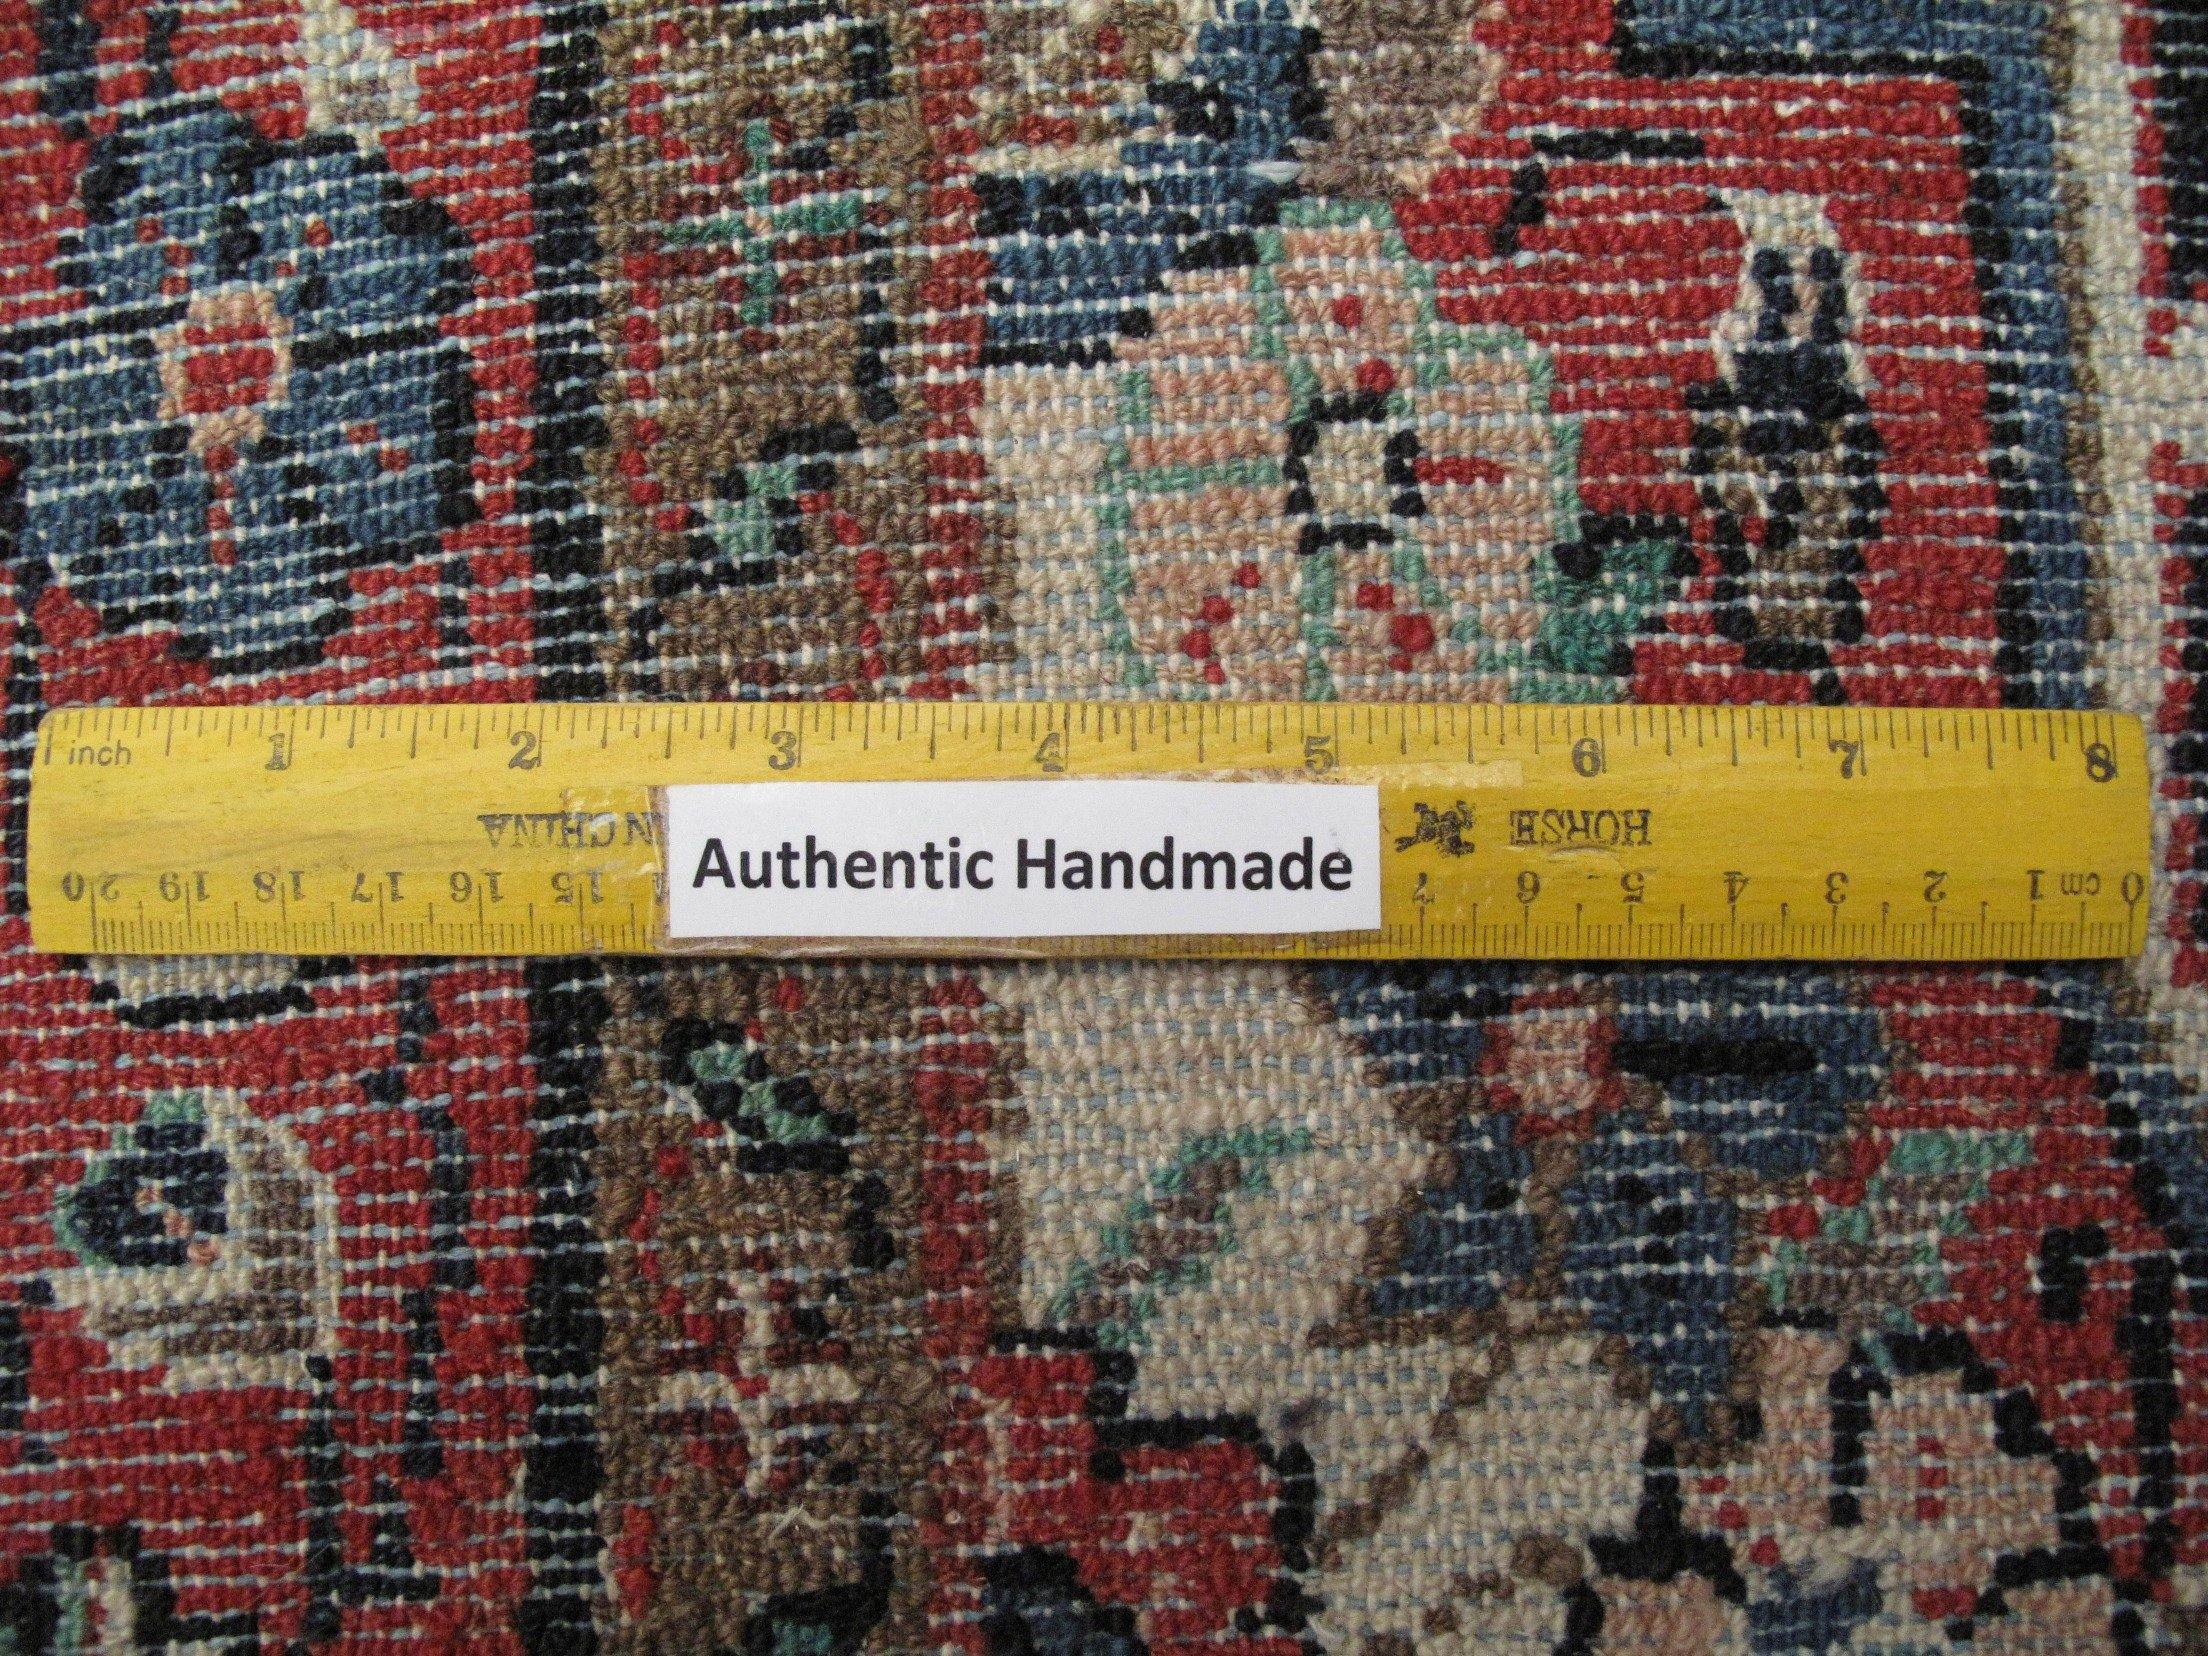 inch 1 2 3 4 5 6 7 8
N CHINA
HORSE
Authentic Handmade
20 19 18 17 16 15 7 6 5 4 3 2 1 cm 0